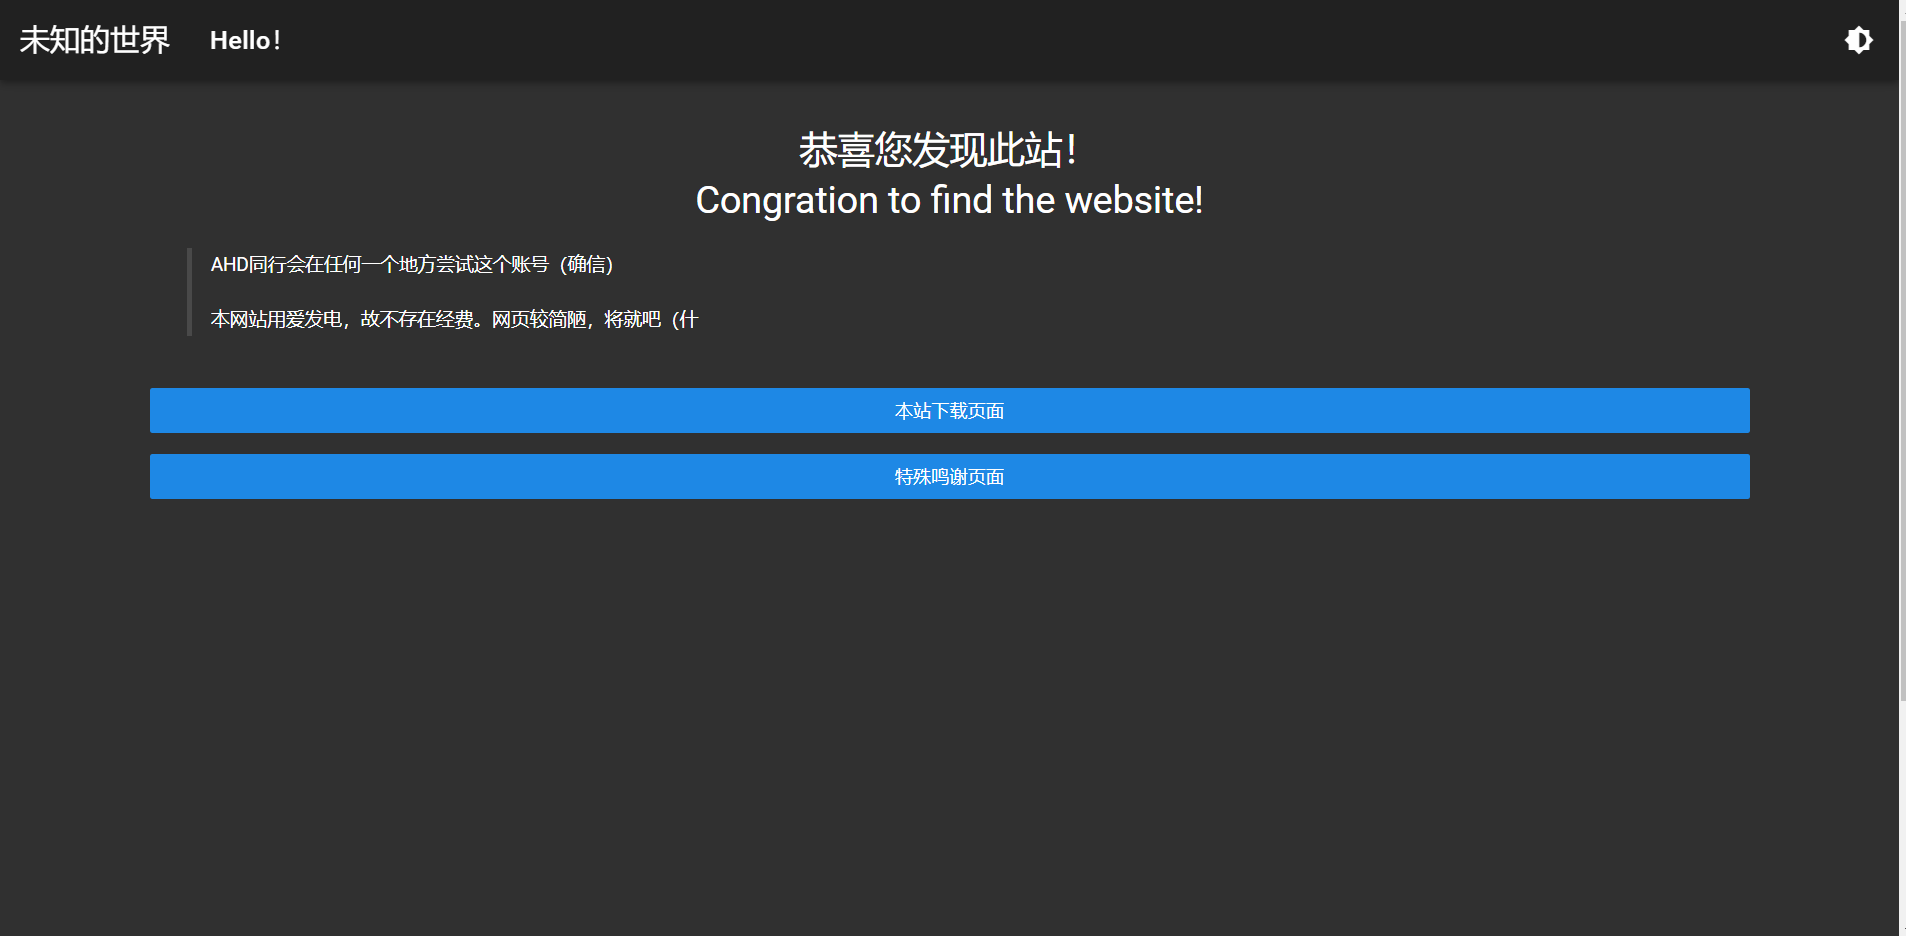 未知的世界 Hello！
恭喜您发现此站！
Congration to find the website!
AHD同行会在任何一个地方尝试这个账号（确信）
本网站用爱发电，故不存在经费。网页较简陋，将就吧（什
本站下载页面
特殊鸣谢页面